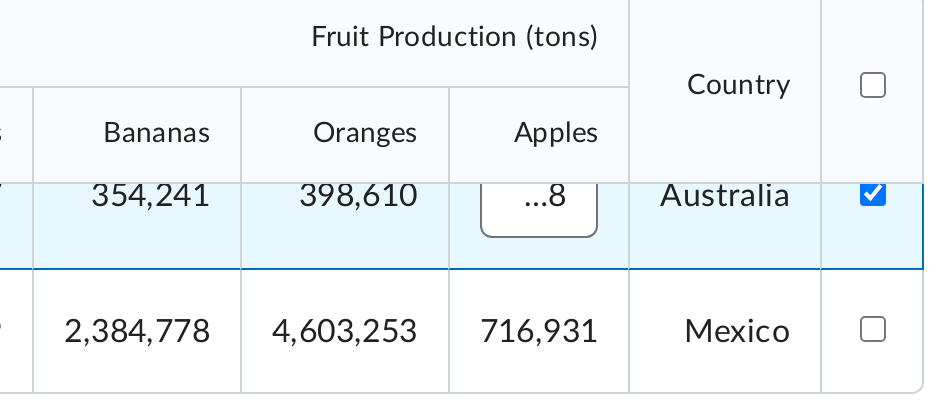 Fruit Production (tons)
Country
Bananas Oranges Apples
354,241 398,610 ...8 Australia
2,384,778 4,603,253 716,931 Mexico